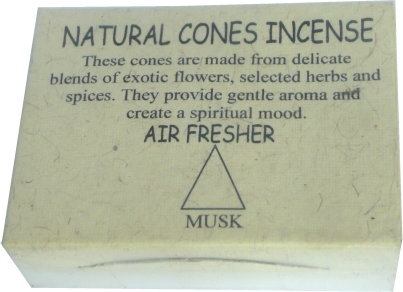 NATURAL CONES INCENSE
These cones are made from delicate
blends of exotic flowers, selected herbs and
spices. They provide gentle aroma and
create a spiritual mood.
AIR FRESHER
MUSK